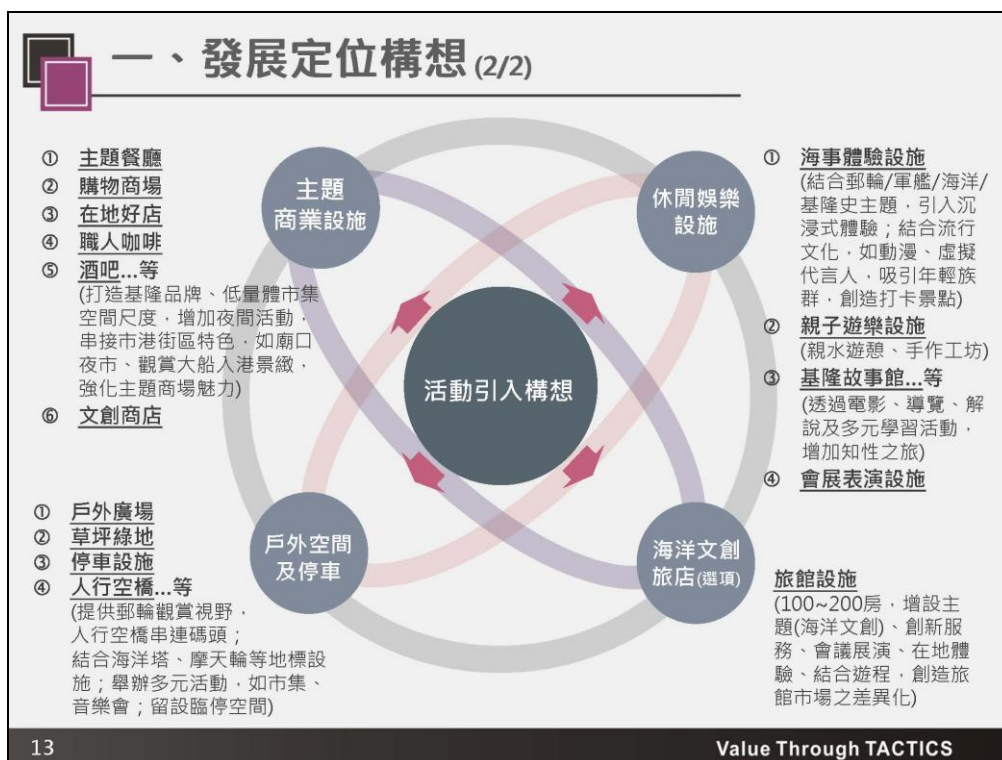 一、發展定位構想(2/2)
① 主題餐廳
② 購物商場
③ 在地好店
④ 職人咖啡
⑤ 酒吧...等
(打造基隆品牌、低量體市集
空間尺度，增加夜間活動，
串接市港街區特色，如廟口
夜市、觀賞大船入港景緻，
強化主題商場魅力)
⑥ 文創商店
主題
商業設施
休閒娛樂
設施
活動引入構想
戶外空間
及停車
海洋文創
旅店(選項)
① 海事體驗設施
(結合郵輪/軍艦/海洋/
基隆史主題，引入沉
浸式體驗；結合流行
文化，如動漫、虛擬
代言人，吸引年輕族
群，創造打卡景點)
② 親子遊樂設施
(親水遊憩、手作工坊)
③ 基隆故事館...等
(透過電影、導覽、解
說及多元學習活動，
增加知性之旅)
④ 會展表演設施
① 戶外廣場
② 草坪綠地
③ 停車設施
④ 人行空橋...等
(提供郵輪觀賞視野，
人行空橋串連碼頭；
結合海洋塔、摩天輪等地標設
施；舉辦多元活動，如市集、
音樂會；留設臨停空間)
旅館設施
(100~200房，增設主
題(海洋文創)、創新服
務、會議展演、在地體
驗、結合遊程，創造旅
館市場之差異化)
13
Value Through TACTICS